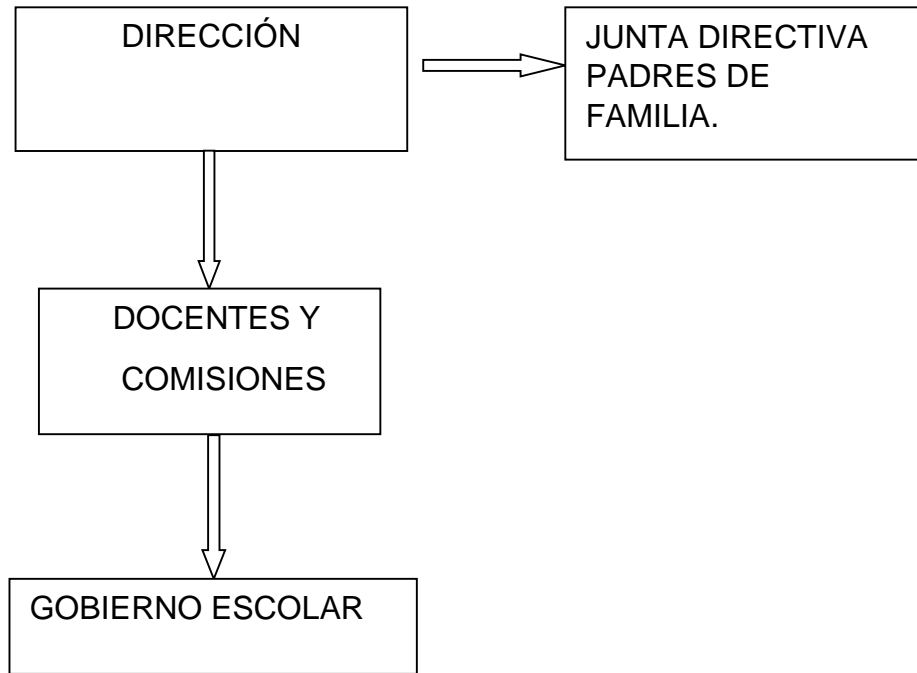 DIRECCIÓN
JUNTA DIRECTIVA
PADRES DE
FAMILIA.
DOCENTES Y
COMISIONES
GOBIERNO ESCOLAR